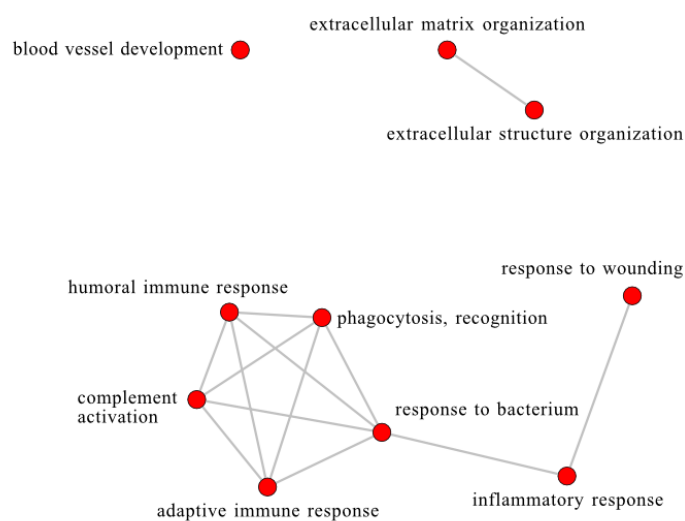 extracellular matrix organization
blood vessel development
extracellular structure organization
response to wounding
humoral immune response
phagocytosis, recognition
complement
activation
response to bacterium
inflammatory response
adaptive immune response